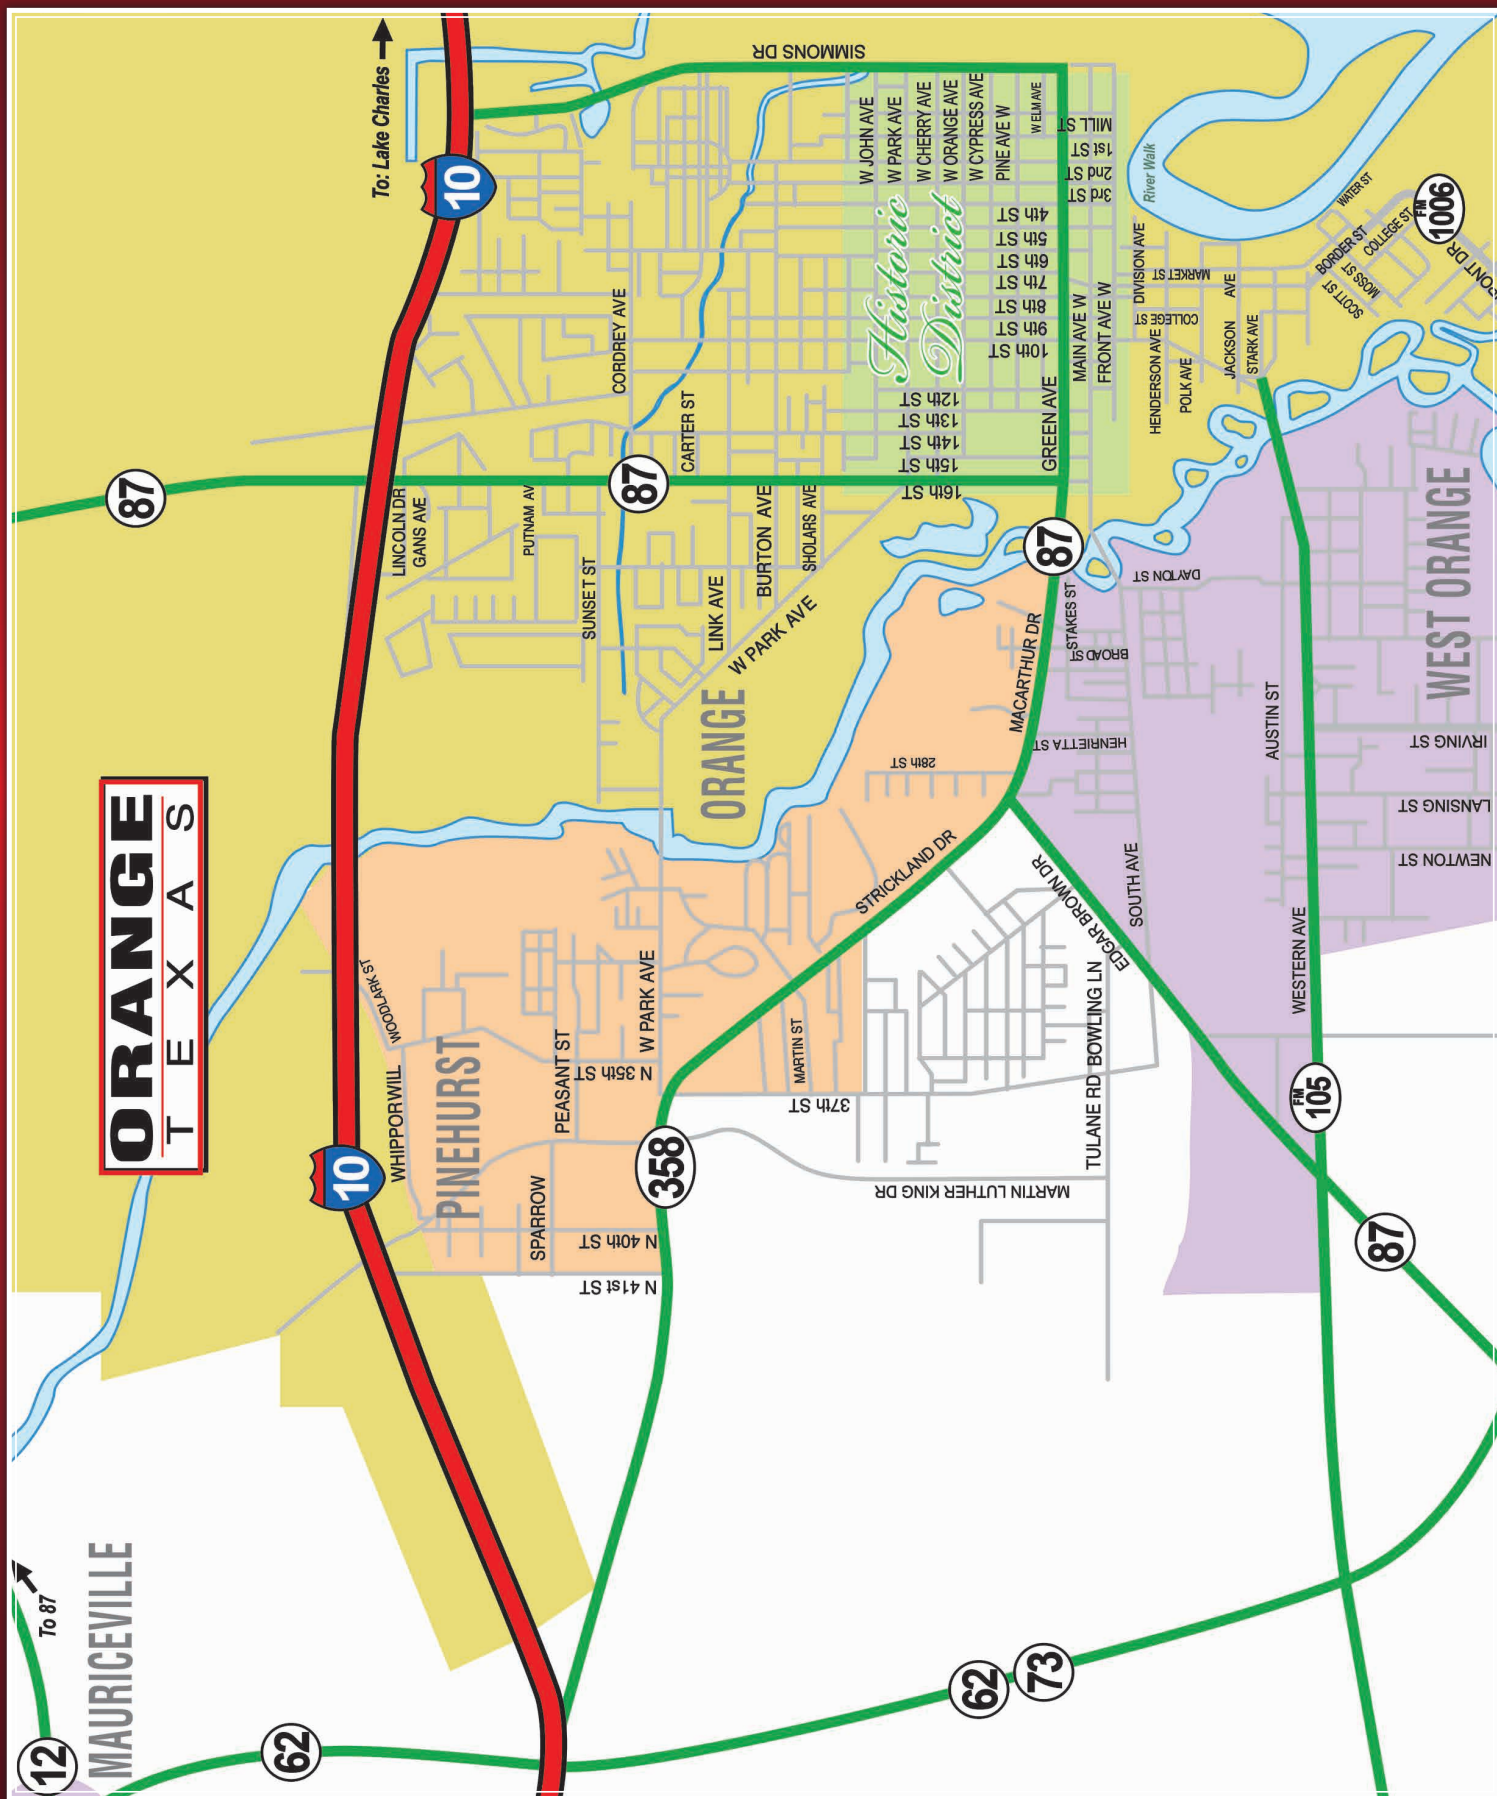 ORANGE
TEXAS
To: Lake Charles
10
SIMMONS DR
W JOHN AVE
W PARK AVE
W CHERRY AVE
W ORANGE AVE
W CYPRESS AVE
PINE AVE W
W ELM AVE
MILL ST
1st ST
2nd ST
3rd ST
4th ST
5th ST
6th ST
7th ST
8th ST
9th ST
10th ST
12th ST
13th ST
14th ST
15th ST
16th ST
Historic
District
GREEN AVE
MAIN AVE W
FRONT AVE W
River Walk
DIVISION AVE
MARKET ST
COLLEGE ST
HENDERSON AVE
POLK AVE
JACKSON AVE
STARK AVE
WATER ST
BORDER ST
COLLEGE ST
MOSS ST
SCOTT ST
FM
1006
CORDREY AVE
CARTER ST
87
LINCOLN DR
GANS AVE
PUTNAM AV
SUNSET ST
87
LINK AVE
BURTON AVE
SHOLARS AVE
W PARK AVE
ORANGE
87
DAYTON ST
STAKES ST
BROAD ST
MACARTHUR DR
HENRIETTA ST
28th ST
STRICKLAND DR
EDGAR BROWN DR
SOUTH AVE
AUSTIN ST
WEST ORANGE
IRVING ST
LANSING ST
NEWTON ST
WESTERN AVE
FM
105
WOODLARK ST
WHIPPORWILL
PINEHURST
PEASANT ST
N 35th ST
W PARK AVE
MARTIN ST
37th ST
TULANE RD
BOWLING LN
MARTIN LUTHER KING DR
358
10
SPARROW
N 40th ST
N 41st ST
87
To 87
MAURICEVILLE
12
62
62
73